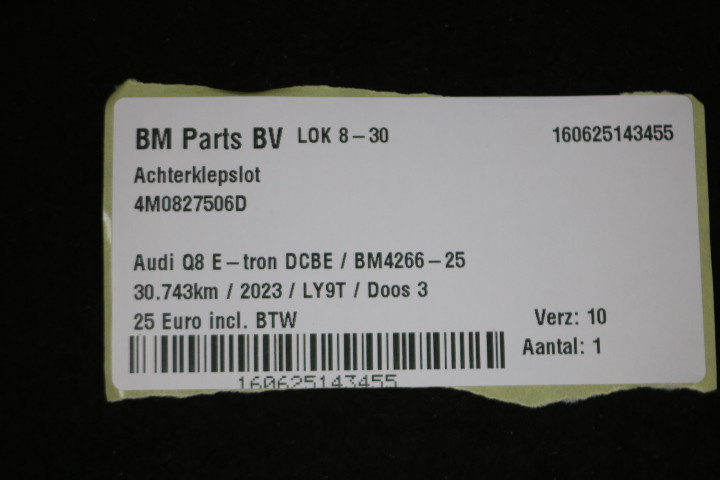 BM Parts BV LOK 8-30 160625143455
Achterklepslot
4M0827506D
Audi Q8 E-tron DCBE / BM4266-25
30.743km / 2023 / LY9T / Doos 3
25 Euro incl. BTW Verz: 10
Aantal: 1
160625143455